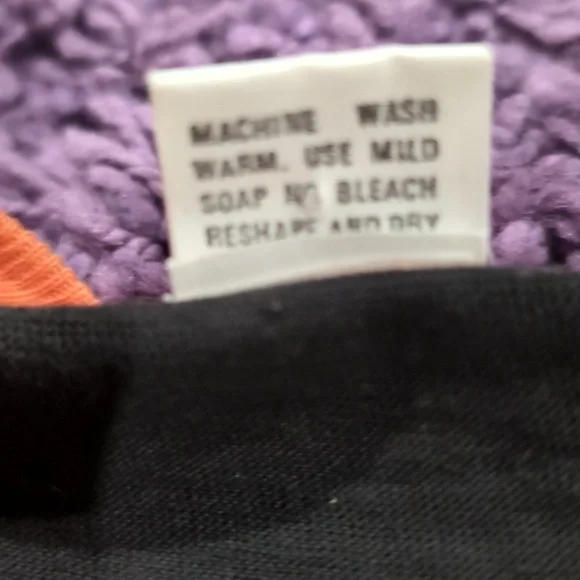 MACHINE WASH
WARM. USE MILD
SOAP NO BLEACH
RESHAPE AND DRY